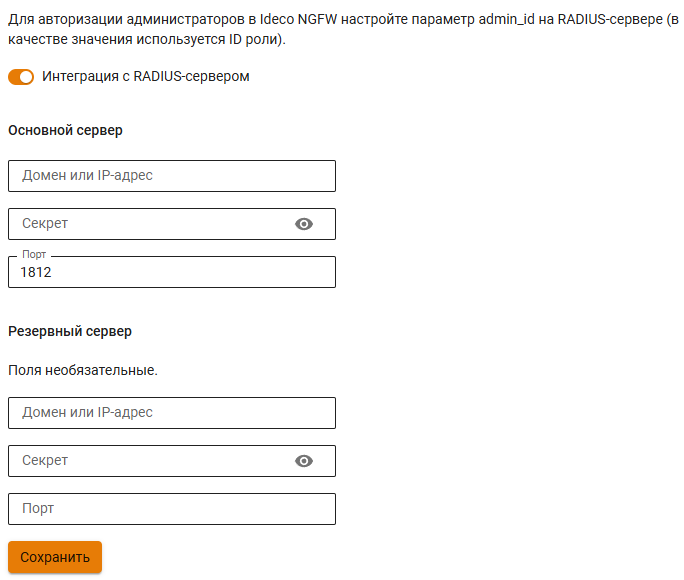 Для авторизации администраторов в Ideco NGFW настройте параметр admin_id на RADIUS-сервере (в
качестве значения используется ID роли).
Интеграция с RADIUS-сервером
Основной сервер
Домен или IP-адрес
Секрет
Порт
1812
Резервный сервер
Поля необязательные.
Домен или IP-адрес
Секрет
Порт
Сохранить